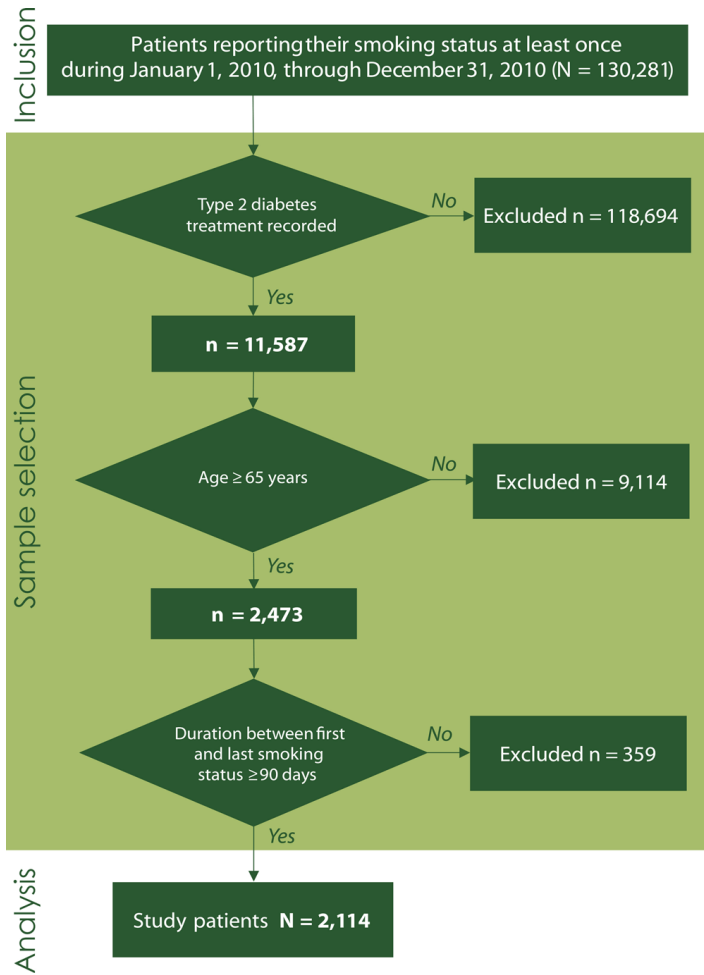 Inclusion
Patients reporting their smoking status at least once
during January 1, 2010, through December 31, 2010 (N = 130,281)
Sample selection
Type 2 diabetes
treatment recorded
No
Excluded n = 118,694
Yes
n = 11,587
Age ≥ 65 years
No
Excluded n = 9,114
Yes
n = 2,473
Duration between first
and last smoking
status ≥90 days
No
Excluded n = 359
Yes
Analysis
Study patients N = 2,114